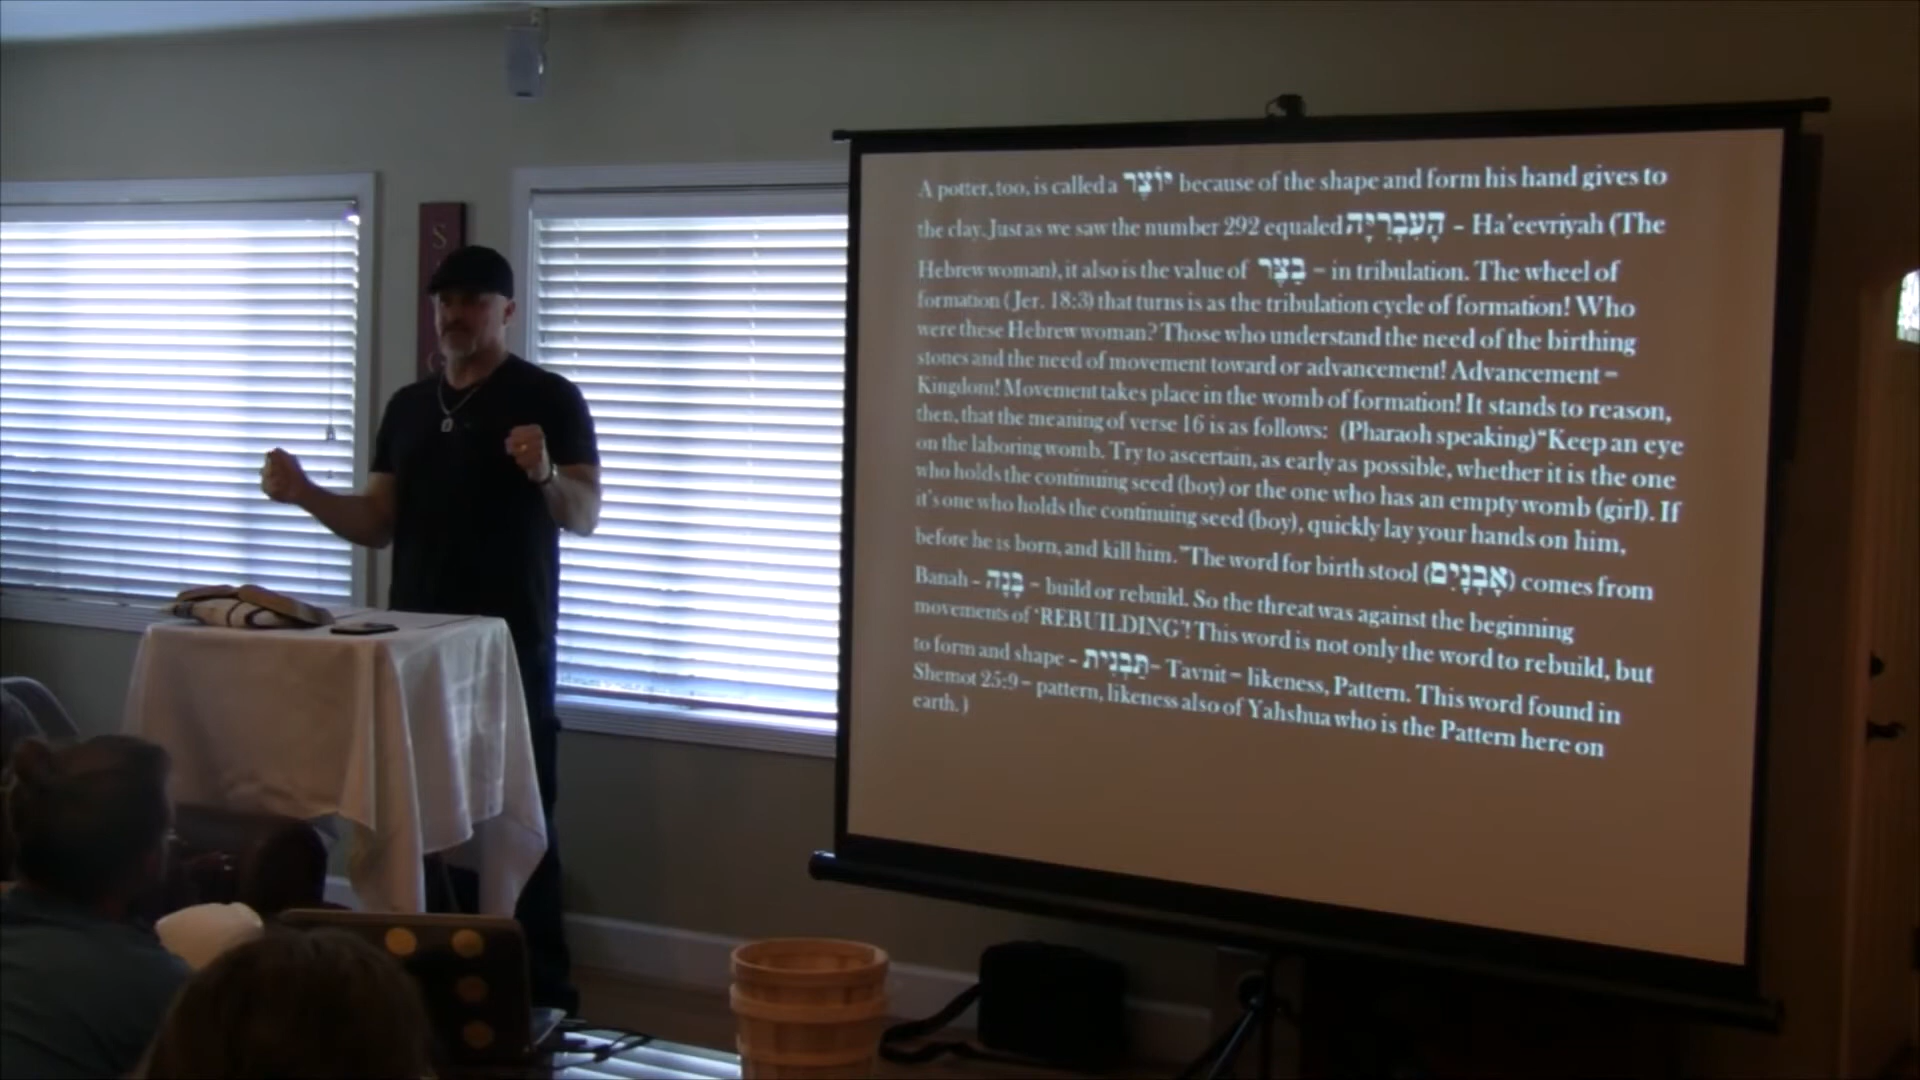 S
A potter, too, is called a יוֹצֵר because of the shape and form his hand gives to
the clay. Just as we saw the number 292 equaled הָעִבְרִיָּה – Ha'eevriyah (The
Hebrew woman), it also is the value of בַּצַּר – in tribulation. The wheel of
formation (Jer. 18:3) that turns is as the tribulation cycle of formation! Who
were these Hebrew woman? Those who understand the need of the birthing
stones and the need of movement toward or advancement! Advancement =
Kingdom! Movement takes place in the womb of formation! It stands to reason,
then, that the meaning of verse 16 is as follows: (Pharaoh speaking)"Keep an eye
on the laboring womb. Try to ascertain, as early as possible, whether it is the one
who holds the continuing seed (boy) or the one who has an empty womb (girl). If
it's one who holds the continuing seed (boy), quickly lay your hands on him,
before he is born, and kill him."The word for birth stool (אָבְנָיִם) comes from
Banah - בָּנָה – build or rebuild. So the threat was against the beginning
movements of 'REBUILDING'! This word is not only the word to rebuild, but
to form and shape - תַּבְנִית– Tavnit – likeness, Pattern. This word found in
Shemot 25:9 – pattern, likeness also of Yahshua who is the Pattern here on
earth.)